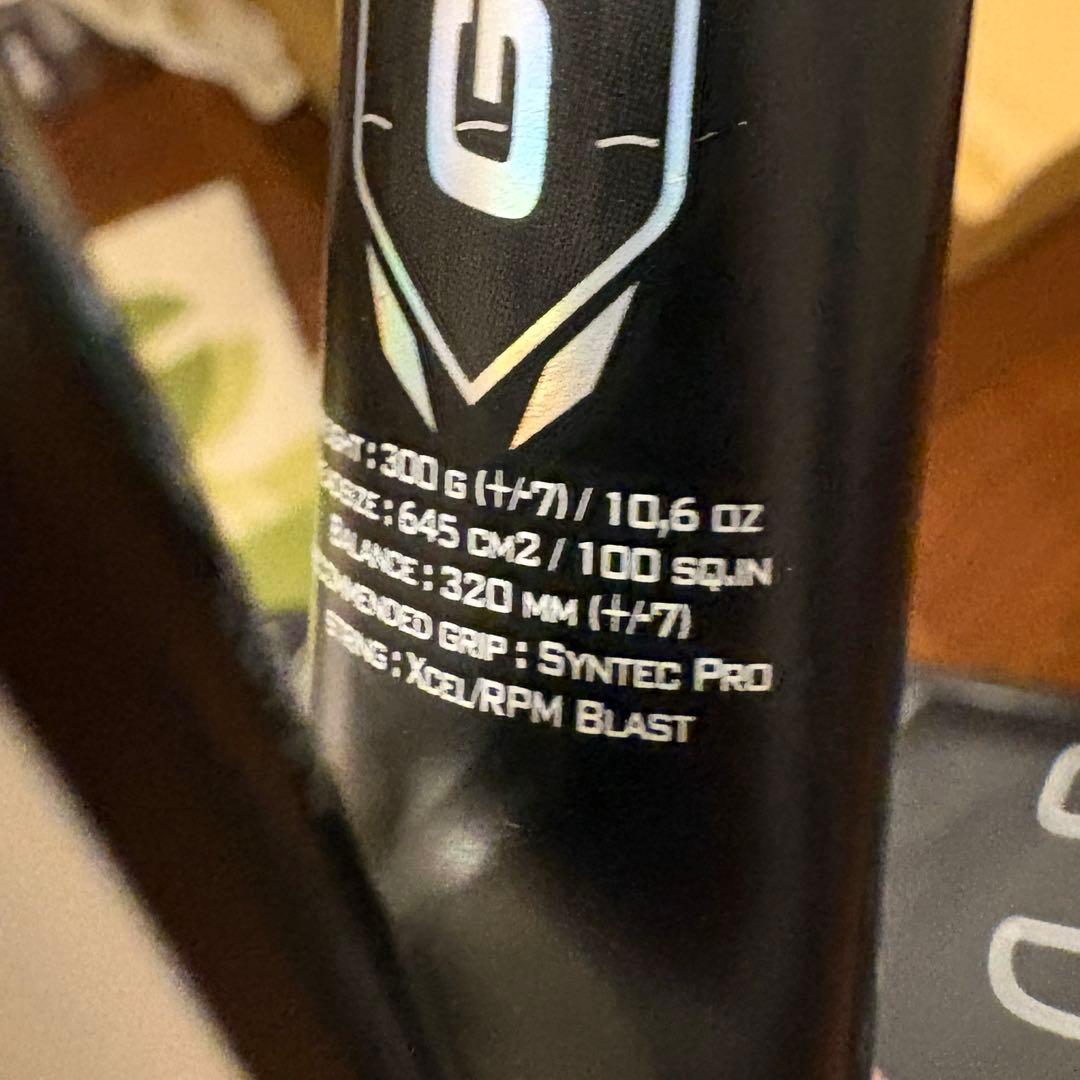 G
: 300 G (+/-7) / 10,6 OZ
: 645 CM2 / 100 SQ.IN
BALANCE : 320 MM (+/-7)
GRIP : SYNTEC PRO
STRING : XCEL/RPM BLAST